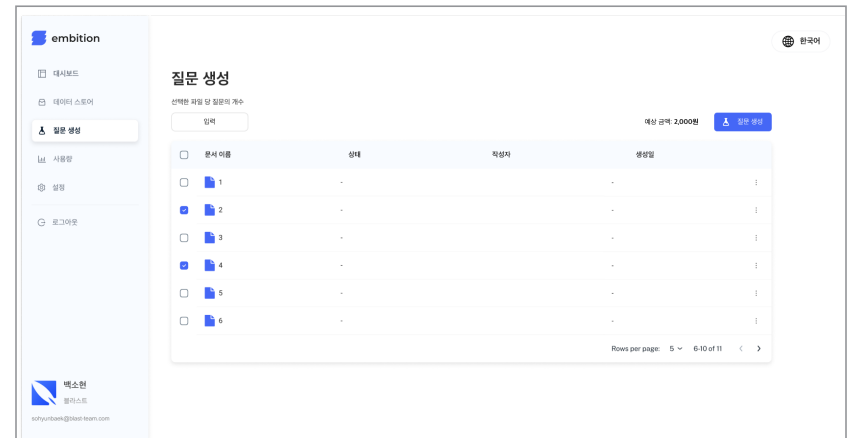 embition
한국어
대시보드
데이터 스토어
질문 생성
사용량
설정
로그아웃
질문 생성
선택한 파일 당 질문의 개수
입력
예상 금액: 2,000원
질문 생성
문서 이름 상태 작성자 생성일
1 - -
2 - -
3 - -
4 - -
5 - -
6 - -
Rows per page: 5 6-10 of 11
백소현
블라스트
sohyunbaek@blast-team.com